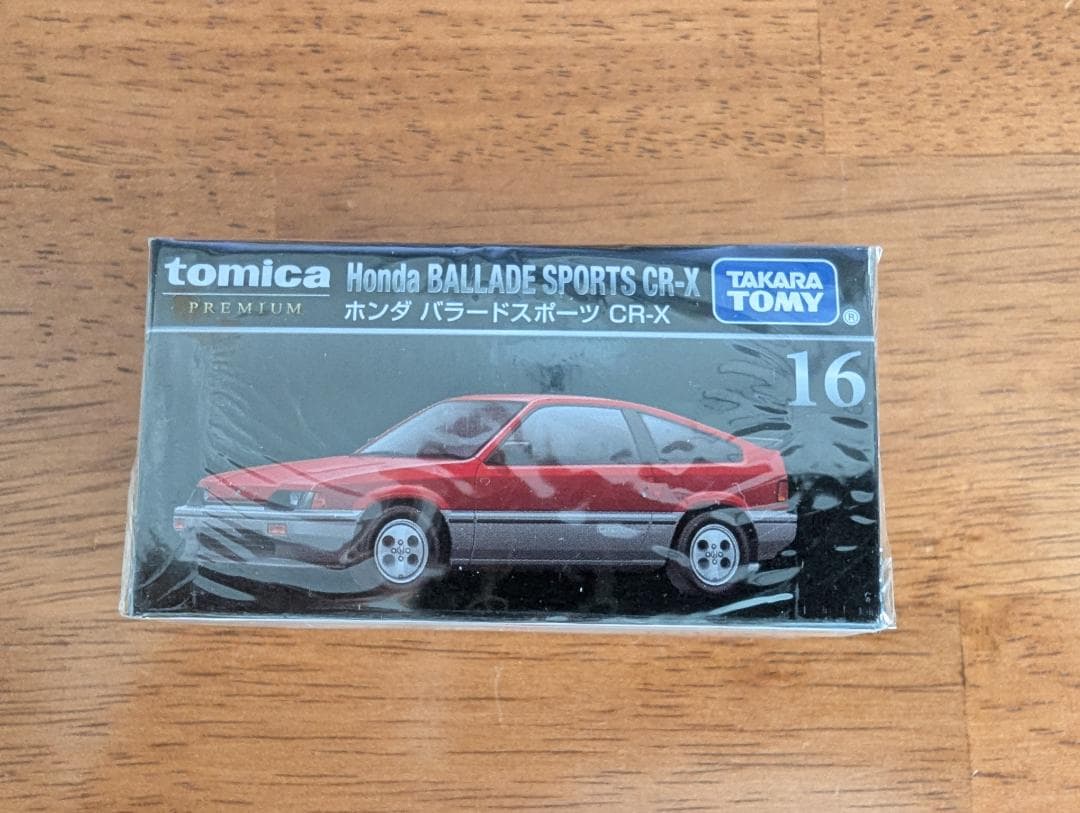 tomica
PREMIUM
Honda BALLADE SPORTS CR-X
ホンダ バラードスポーツ CR-X
TAKARA
TOMY
®
16